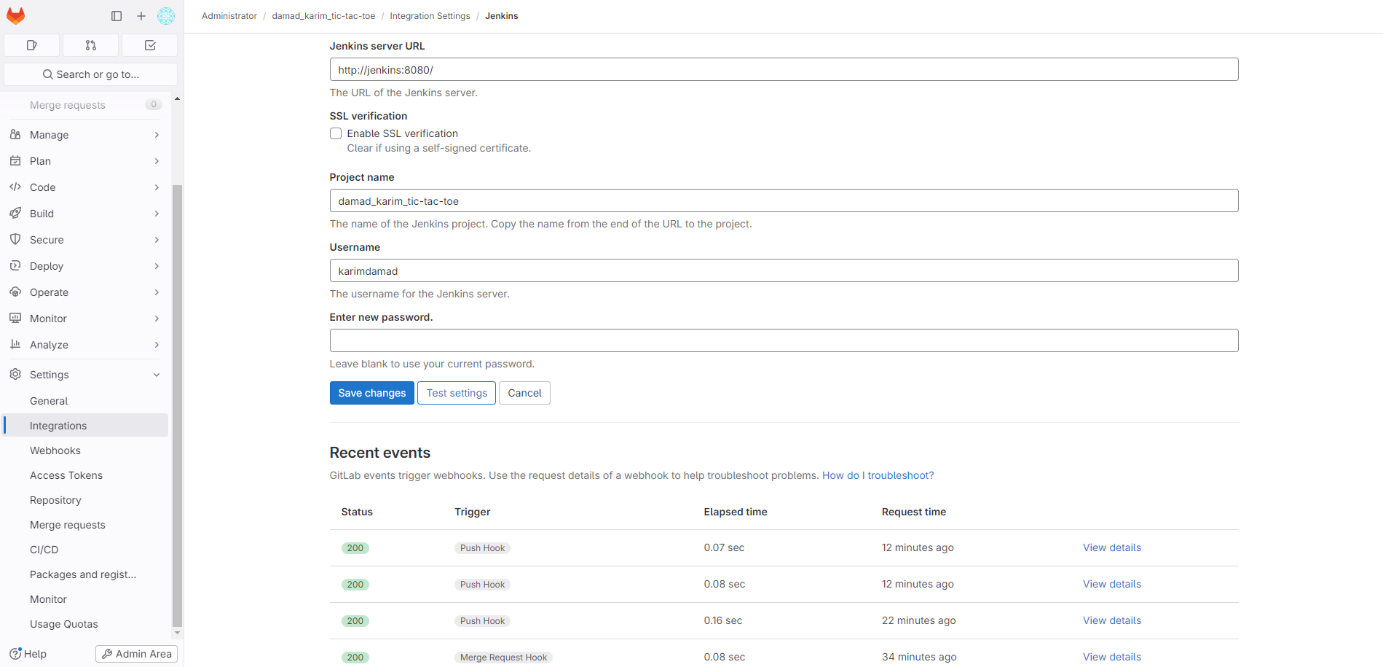 Administrator / damad_karim_tic-tac-toe / Integration Settings / Jenkins
Search or go to...
Merge requests 0
Manage
Plan
Code
Build
Secure
Deploy
Operate
Monitor
Analyze
Settings
General
Integrations
Webhooks
Access Tokens
Repository
Merge requests
CI/CD
Packages and regist...
Monitor
Usage Quotas
Help
Admin Area
Jenkins server URL
http://jenkins:8080/
The URL of the Jenkins server.
SSL verification
Enable SSL verification
Clear if using a self-signed certificate.
Project name
damad_karim_tic-tac-toe
The name of the Jenkins project. Copy the name from the end of the URL to the project.
Username
karimdamad
The username for the Jenkins server.
Enter new password.
Leave blank to use your current password.
Save changes Test settings Cancel
Recent events
GitLab events trigger webhooks. Use the request details of a webhook to help troubleshoot problems. How do I troubleshoot?
Status Trigger Elapsed time Request time
200 Push Hook 0.07 sec 12 minutes ago View details
200 Push Hook 0.08 sec 12 minutes ago View details
200 Push Hook 0.16 sec 22 minutes ago View details
200 Merge Request Hook 0.08 sec 34 minutes ago View details